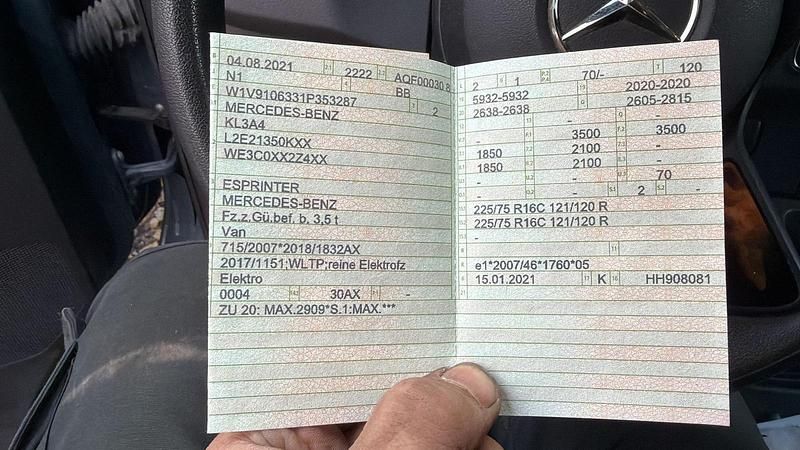 04.08.2021 2222 AQF00030 8
N1 BB
W1V9106331P353287 2
MERCEDES-BENZ
KL3A4
L2E21350KXX
WE3C0XX2Z4XX
ESPRINTER
MERCEDES-BENZ
Fz.z.Gü.bef. b. 3,5 t
Van
715/2007*2018/1832AX
2017/1151;WLTP;reine Elektrofz
Elektro
0004 30AX -
ZU 20: MAX.2909*S.1:MAX.***
2 1 70/- 120
5932-5932 2020-2020
2638-2638 2605-2815
- -
- 3500 3500
1850 2100 -
1850 2100 -
- - 70
- - 2 -
225/75 R16C 121/120 R
225/75 R16C 121/120 R
-
e1*2007/46*1760*05
15.01.2021 K HH908081